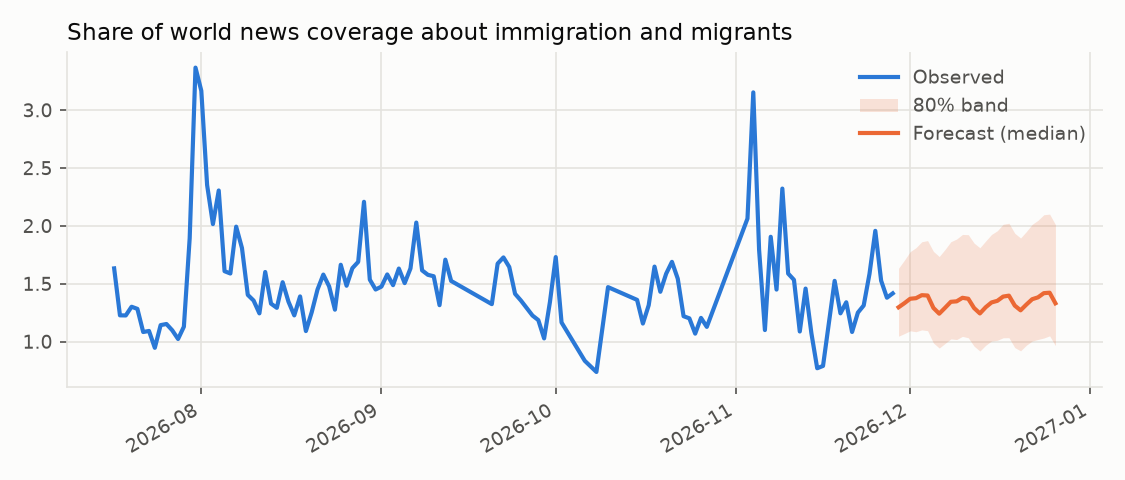 Share of world news coverage about immigration and migrants
Observed
80% band
Forecast (median)
3.0
2.5
2.0
1.5
1.0
2026-08
2026-09
2026-10
2026-11
2026-12
2027-01